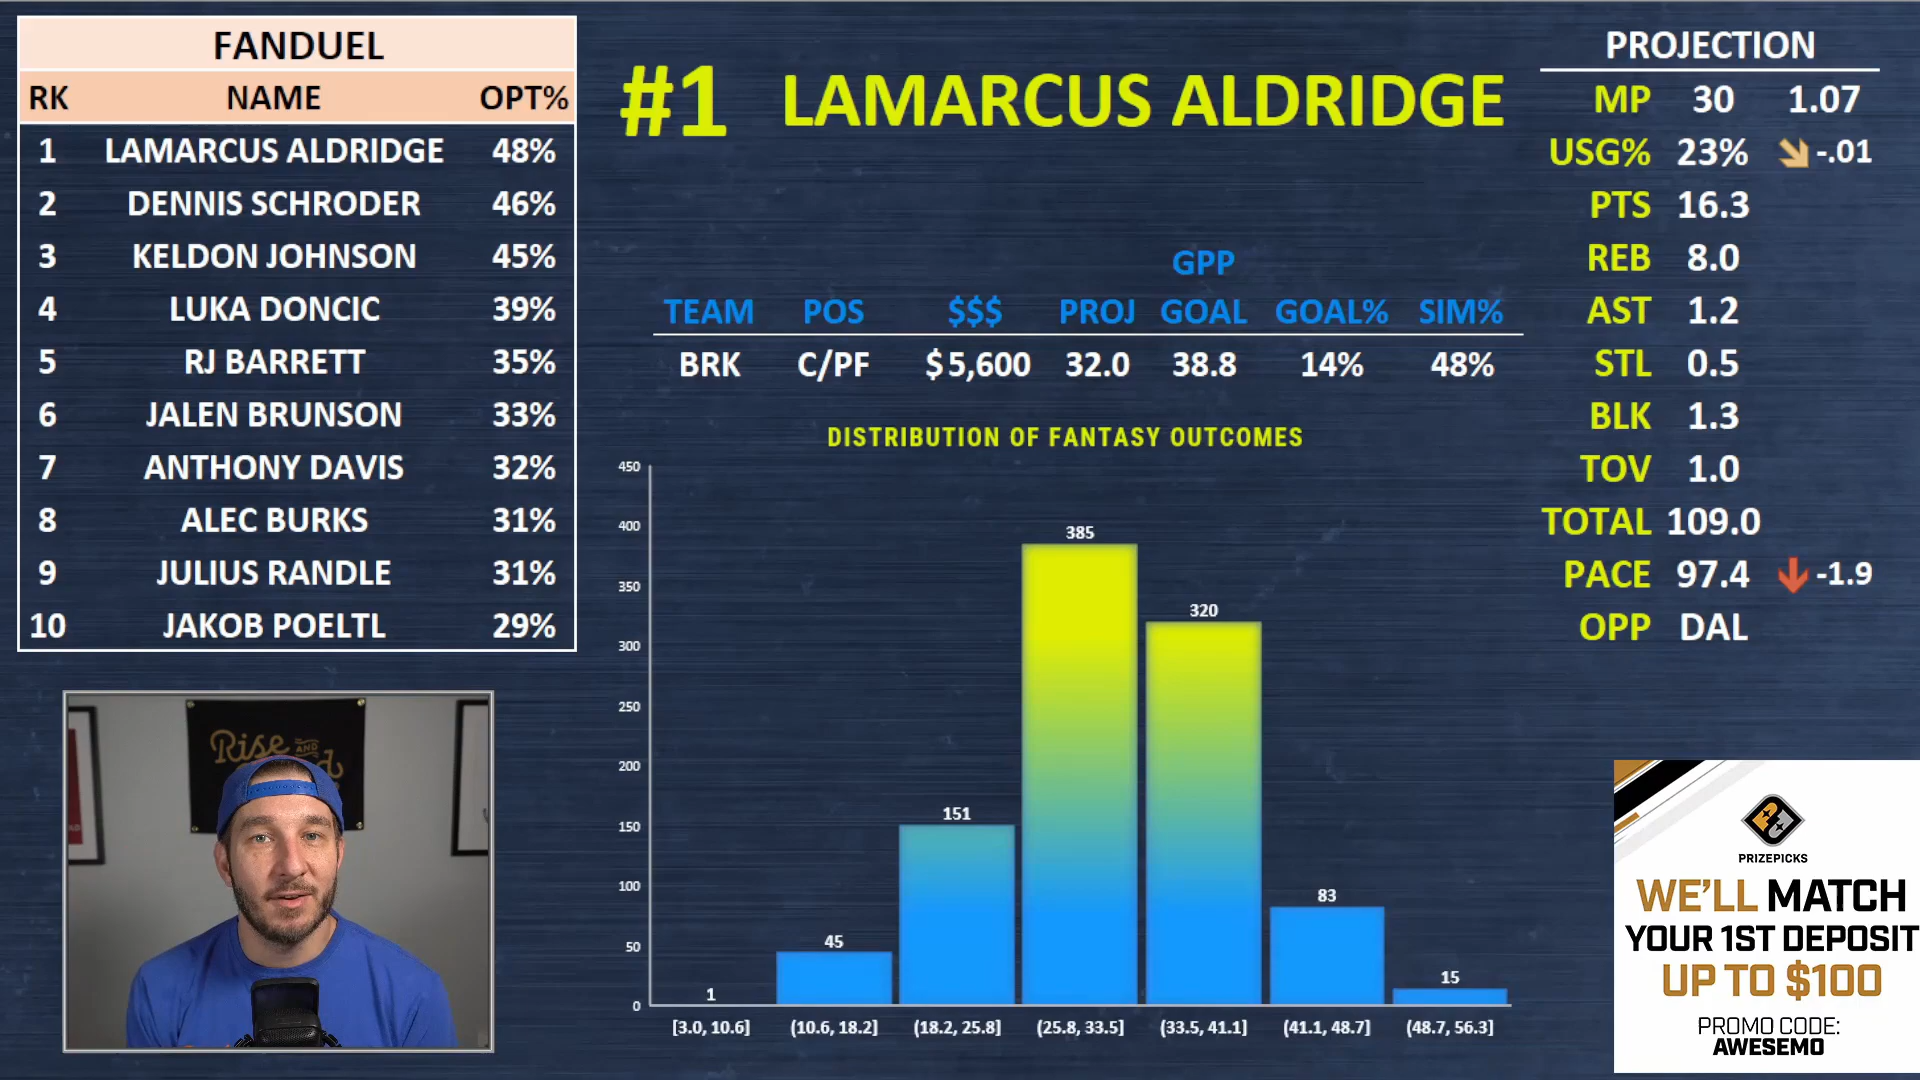 FANDUEL
RK NAME OPT%
1 LAMARCUS ALDRIDGE 48%
2 DENNIS SCHRODER 46%
3 KELDON JOHNSON 45%
4 LUKA DONCIC 39%
5 RJ BARRETT 35%
6 JALEN BRUNSON 33%
7 ANTHONY DAVIS 32%
8 ALEC BURKS 31%
9 JULIUS RANDLE 31%
10 JAKOB POELTL 29%
Rise AND
#1 LAMARCUS ALDRIDGE
GPP
TEAM POS $$$ PROJ GOAL GOAL% SIM%
BRK C/PF $5,600 32.0 38.8 14% 48%
DISTRIBUTION OF FANTASY OUTCOMES
450
400
350
300
250
200
150
100
50
0
1 45 151 385 320 83 15
[3.0, 10.6] (10.6, 18.2] (18.2, 25.8] (25.8, 33.5] (33.5, 41.1] (41.1, 48.7] (48.7, 56.3]
PROJECTION
MP 30 1.07
USG% 23% -.01
PTS 16.3
REB 8.0
AST 1.2
STL 0.5
BLK 1.3
TOV 1.0
TOTAL 109.0
PACE 97.4 -1.9
OPP DAL
PRIZEPICKS
WE'LL MATCH
YOUR 1ST DEPOSIT
UP TO $100
PROMO CODE:
AWESEMO